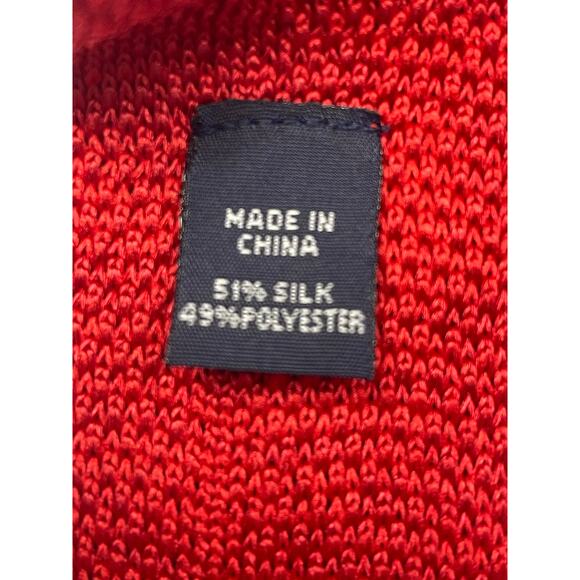 MADE IN
CHINA
51% SILK
49%POLYESTER